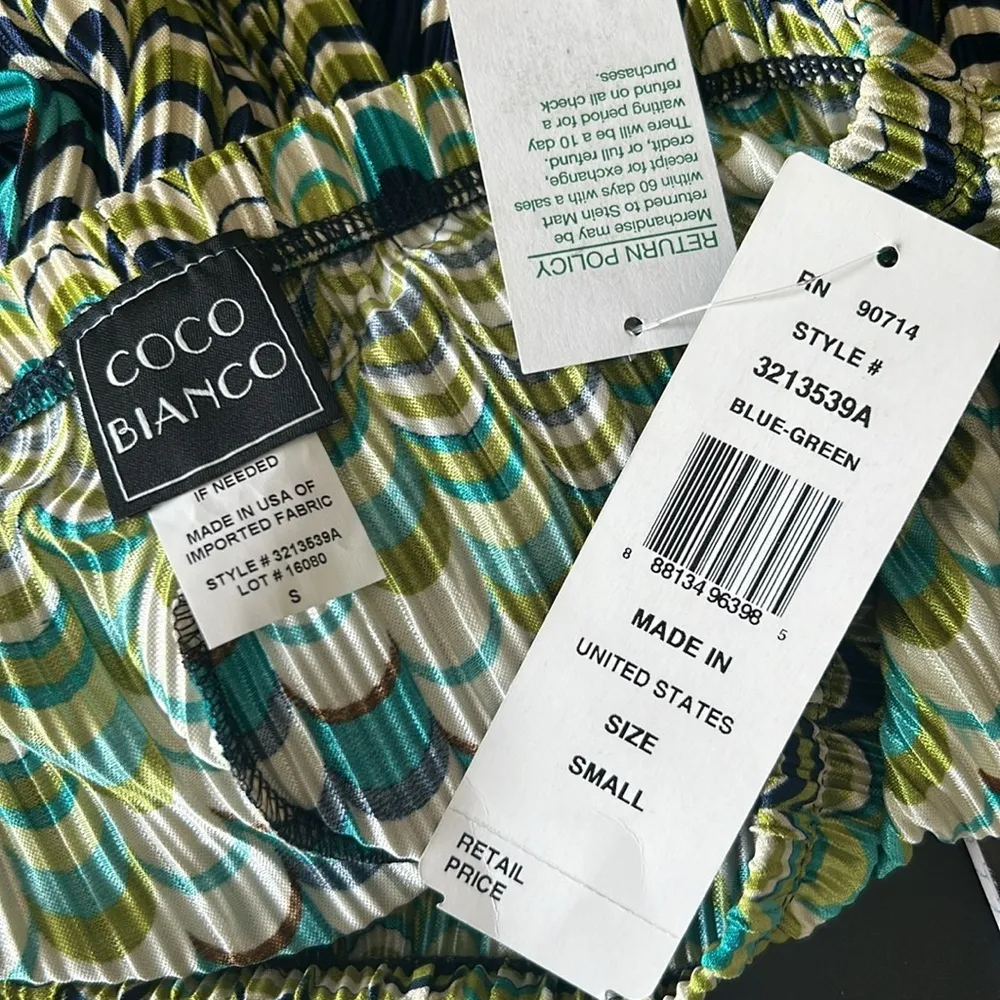 COCO
BIANCO
IF NEEDED
MADE IN USA OF
IMPORTED FABRIC
STYLE # 3213539A
LOT # 16080
S
RETURN POLICY
Merchandise may be
returned to Stein Mart
within 60 days with a sales
receipt for exchange,
credit, or full refund.
There will be a 10 day
waiting period for a
refund on all check
purchases.
RN 90714
STYLE #
3213539A
BLUE-GREEN
8 88134 96398 5
MADE IN
UNITED STATES
SIZE
SMALL
RETAIL
PRICE